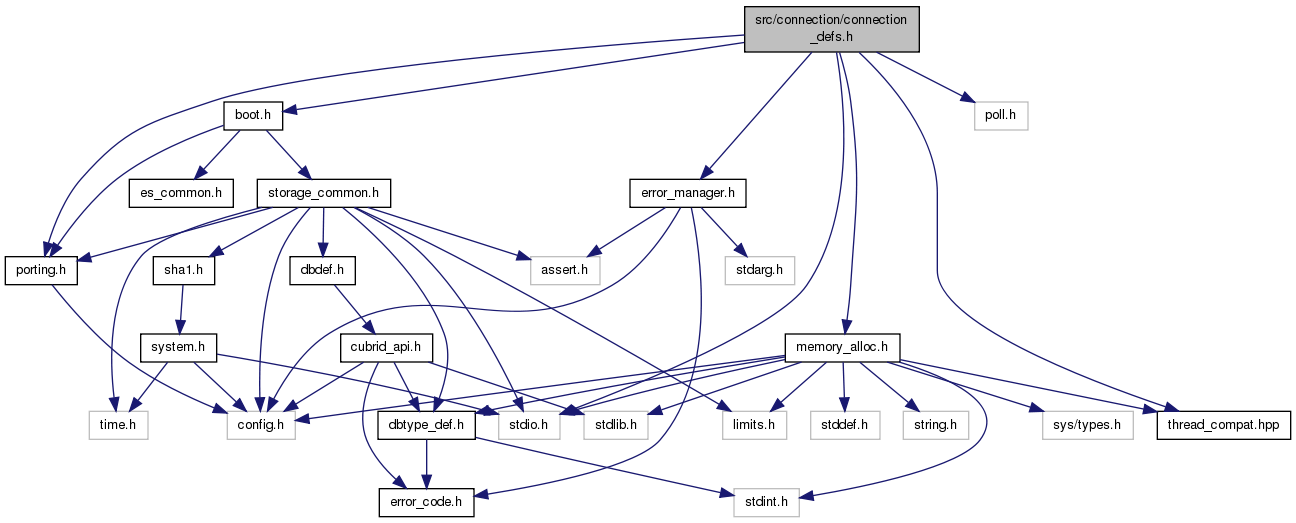 src/connection/connection
_defs.h
boot.h
poll.h
es_common.h
storage_common.h
error_manager.h
porting.h
sha1.h
dbdef.h
assert.h
stdarg.h
system.h
cubrid_api.h
memory_alloc.h
time.h
config.h
dbtype_def.h
stdio.h
stdlib.h
limits.h
stddef.h
string.h
sys/types.h
thread_compat.hpp
error_code.h
stdint.h